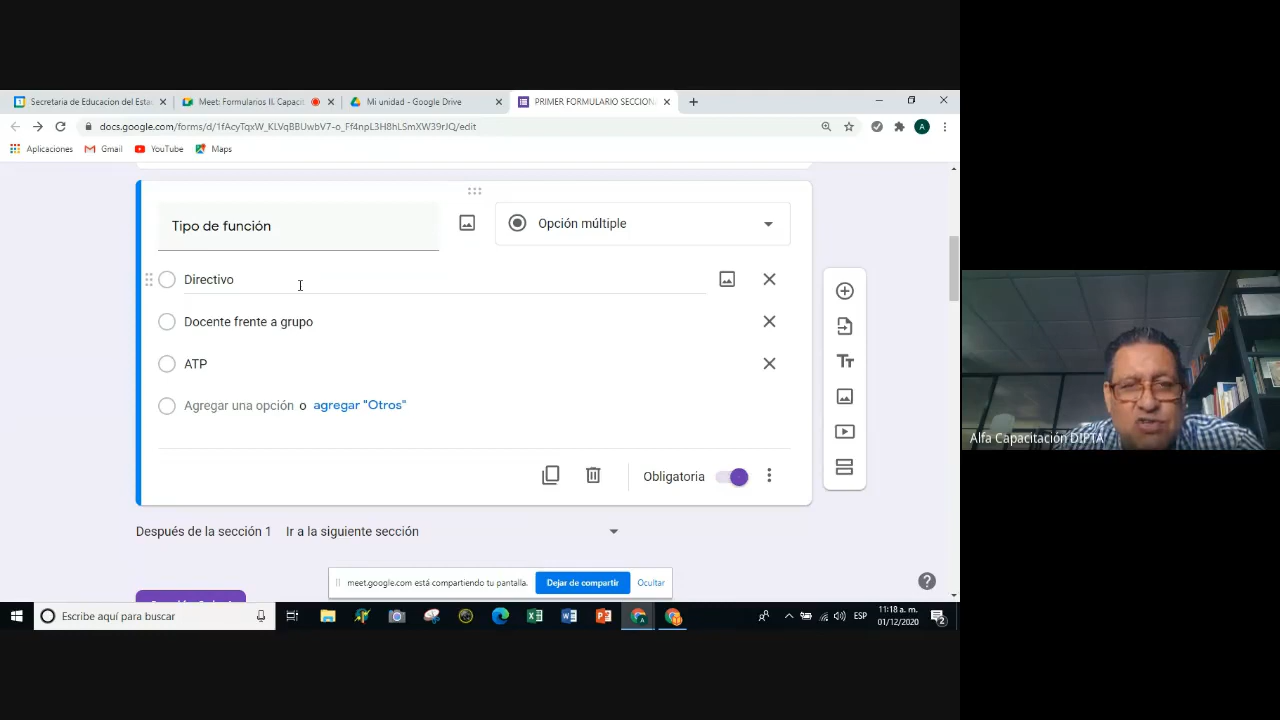 Secretaria de Educacion del Esta
Meet: Formularios II. Capacit
Mi unidad - Google Drive
PRIMER FORMULARIO SECCION
docs.google.com/forms/d/1fAcyTqxW_KLVqBBUwbV7-o_Ff4npL3H8hLSmXW39rJQ/edit
A
Aplicaciones
Gmail
YouTube
Maps
Tipo de función
Opción múltiple
Directivo
Docente frente a grupo
ATP
Agregar una opción o agregar "Otros"
Obligatoria
Después de la sección 1 Ir a la siguiente sección
meet.google.com está compartiendo tu pantalla.
Dejar de compartir
Ocultar
Escribe aquí para buscar
ESP
11:18 a. m.
01/12/2020
2
Alfa Capacitación DIPTA